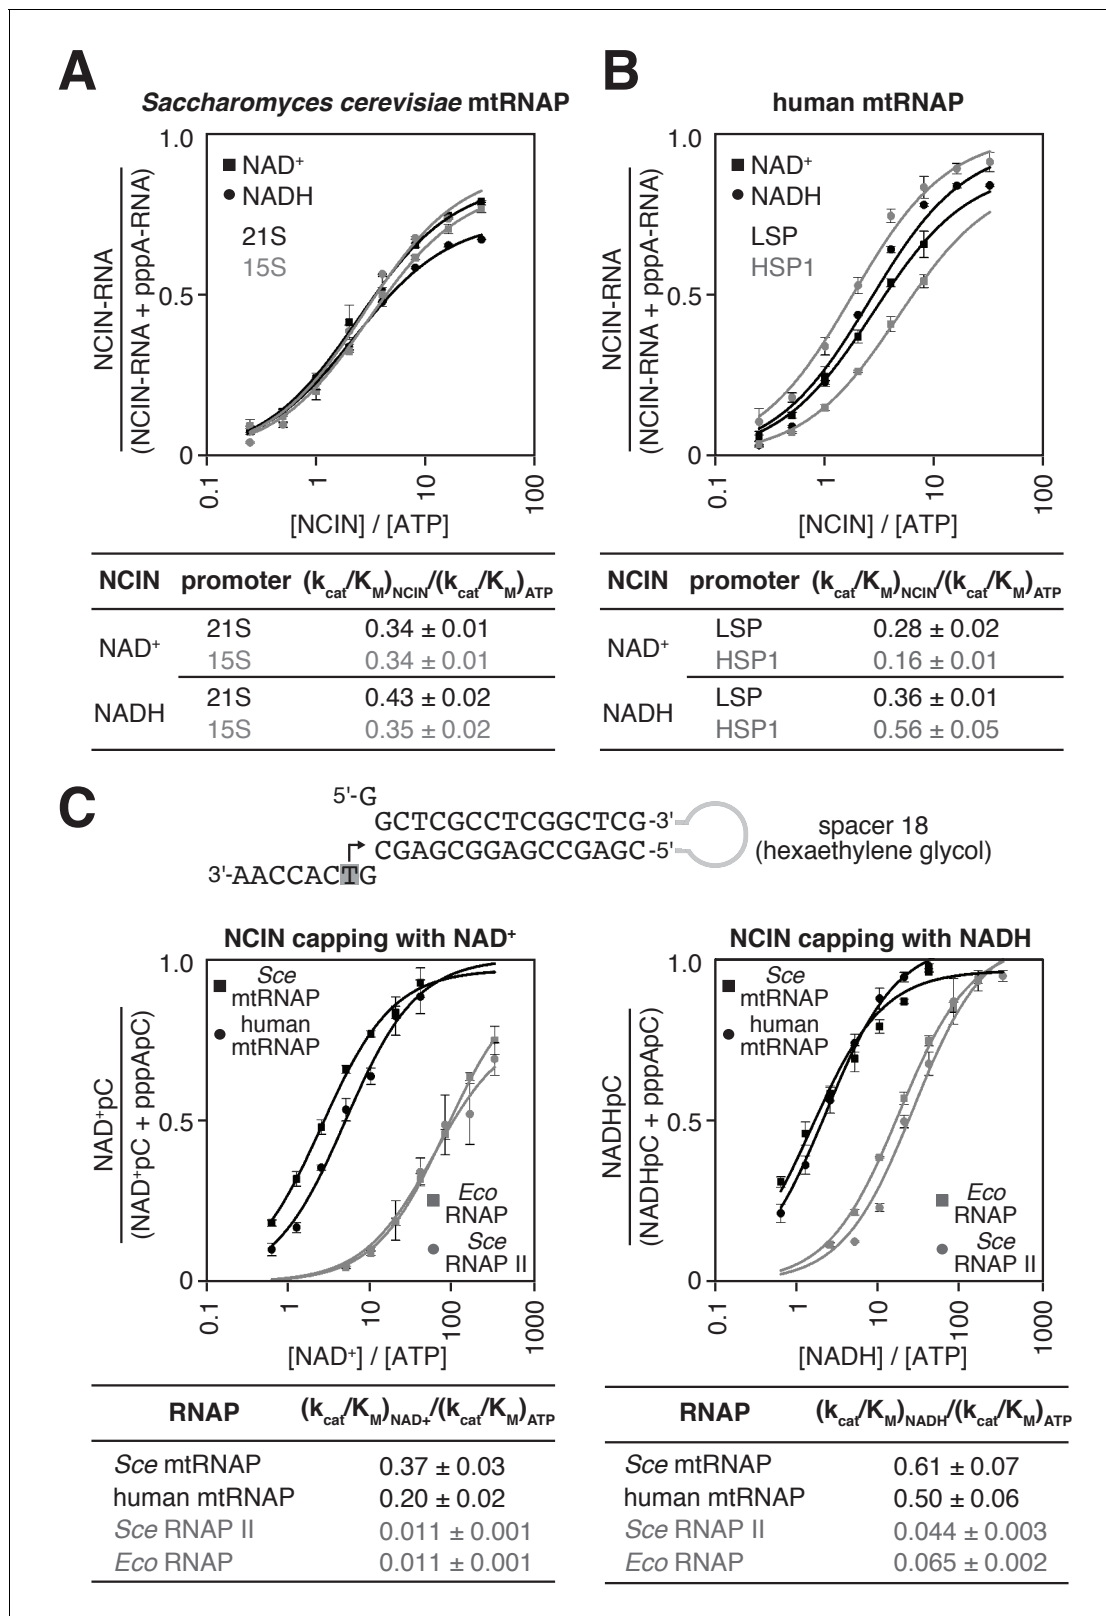 A
Saccharomyces cerevisiae mtRNAP
NCIN-RNA
(NCIN-RNA + pppA-RNA)
1.0
0.5
0
NAD⁺
NADH
21S
15S
0.1
1
10
100
[NCIN] / [ATP]
NCIN promoter (kcat/KM)NCIN/(kcat/KM)ATP
NAD⁺
21S 0.34 ± 0.01
15S 0.34 ± 0.01
NADH
21S 0.43 ± 0.02
15S 0.35 ± 0.02
B
human mtRNAP
NCIN-RNA
(NCIN-RNA + pppA-RNA)
1.0
0.5
0
NAD⁺
NADH
LSP
HSP1
0.1
1
10
100
[NCIN] / [ATP]
NCIN promoter (kcat/KM)NCIN/(kcat/KM)ATP
NAD⁺
LSP 0.28 ± 0.02
HSP1 0.16 ± 0.01
NADH
LSP 0.36 ± 0.01
HSP1 0.56 ± 0.05
C
5'-G
GCTCGCCTCGGCTCG-3'
CGAGCGGAGCCGAGC-5'
3'-AACCACTG
spacer 18
(hexaethylene glycol)
NCIN capping with NAD⁺
NAD⁺pC
(NAD⁺pC + pppApC)
1.0
0.5
0
Sce
mtRNAP
human
mtRNAP
Eco
RNAP
Sce
RNAP II
0.1
1
10
100
1000
[NAD⁺] / [ATP]
RNAP (kcat/KM)NAD+/(kcat/KM)ATP
Sce mtRNAP 0.37 ± 0.03
human mtRNAP 0.20 ± 0.02
Sce RNAP II 0.011 ± 0.001
Eco RNAP 0.011 ± 0.001
NCIN capping with NADH
NADHpC
(NADHpC + pppApC)
1.0
0.5
0
Sce
mtRNAP
human
mtRNAP
Eco
RNAP
Sce
RNAP II
0.1
1
10
100
1000
[NADH] / [ATP]
RNAP (kcat/KM)NADH/(kcat/KM)ATP
Sce mtRNAP 0.61 ± 0.07
human mtRNAP 0.50 ± 0.06
Sce RNAP II 0.044 ± 0.003
Eco RNAP 0.065 ± 0.002